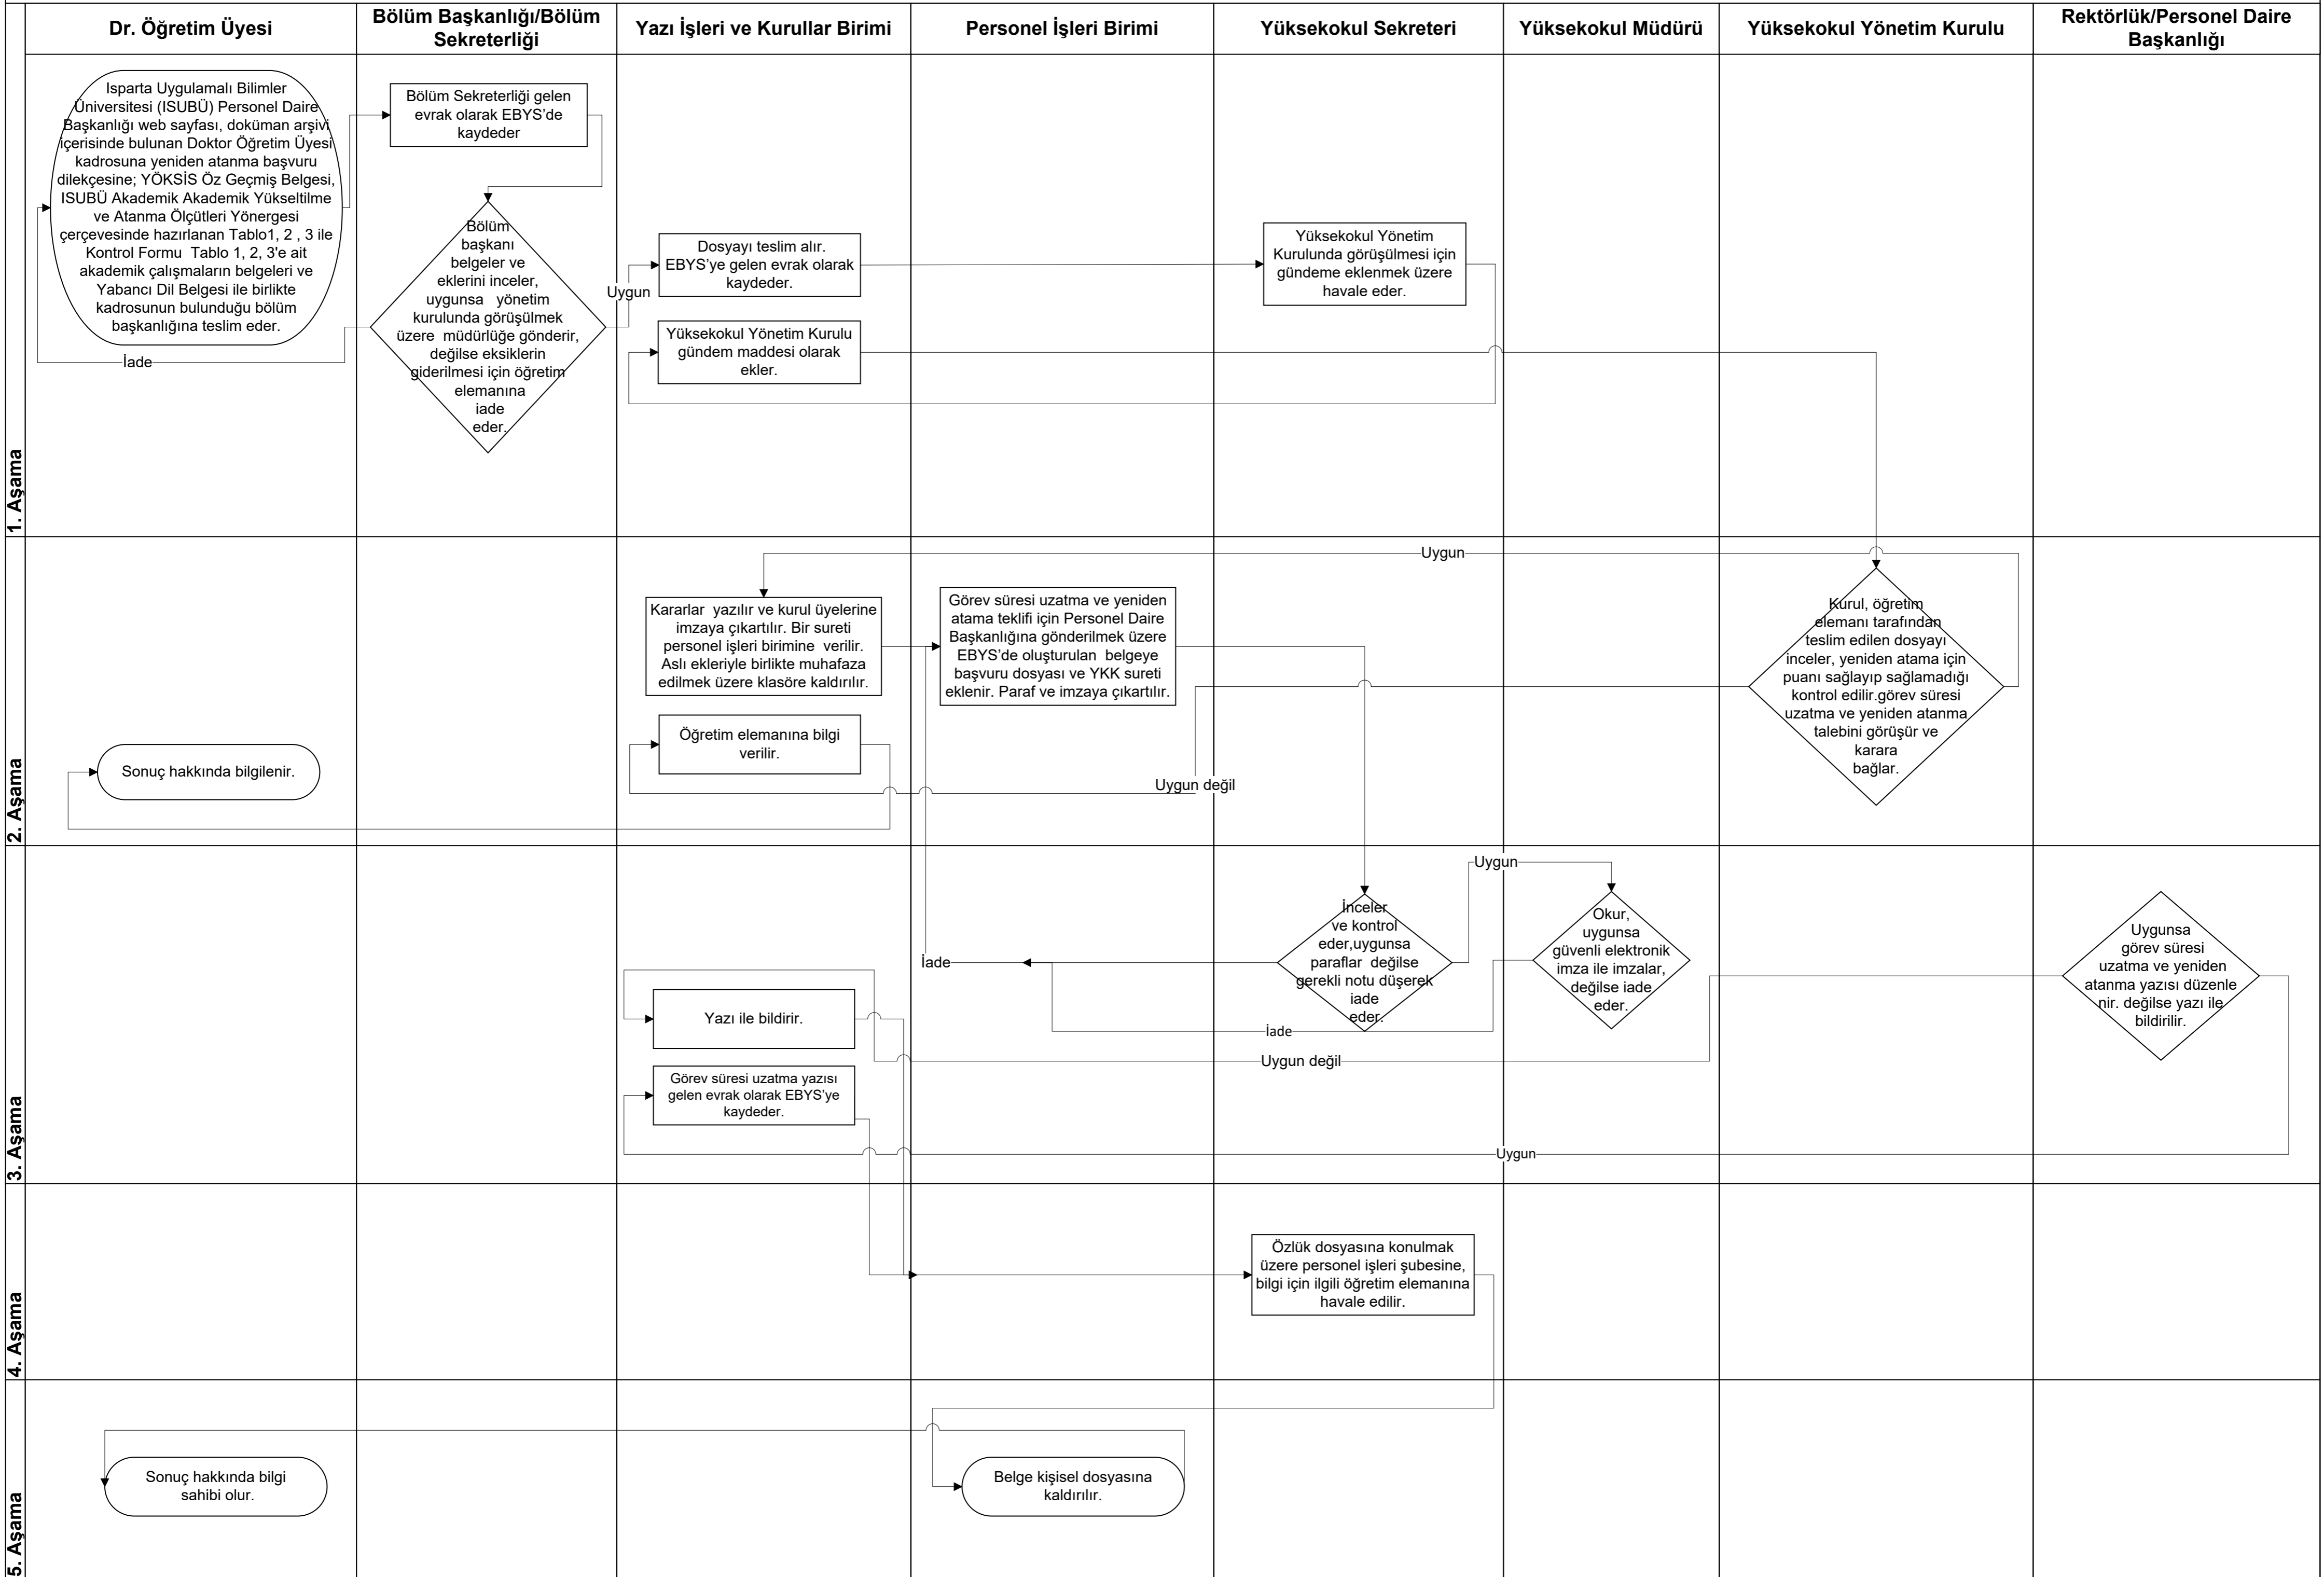 Dr. Öğretim Üyesi
Bölüm Başkanlığı/Bölüm
Sekreterliği
Yazı İşleri ve Kurullar Birimi
Personel İşleri Birimi
Yüksekokul Sekreteri
Yüksekokul Müdürü
Yüksekokul Yönetim Kurulu
Rektörlük/Personel Daire
Başkanlığı
1. Aşama
Isparta Uygulamalı Bilimler
Üniversitesi (ISUBÜ) Personel Daire
Başkanlığı web sayfası, doküman arşivi
içerisinde bulunan Doktor Öğretim Üyesi
kadrosuna yeniden atanma başvuru
dilekçesine; YÖKSİS Öz Geçmiş Belgesi,
ISUBÜ Akademik Akademik Yükseltilme
ve Atanma Ölçütleri Yönergesi
çerçevesinde hazırlanan Tablo1, 2 , 3 ile
Kontrol Formu  Tablo 1, 2, 3'e ait
akademik çalışmaların belgeleri ve
Yabancı Dil Belgesi ile birlikte
kadrosunun bulunduğu bölüm
başkanlığına teslim eder.
İade
Bölüm Sekreterliği gelen
evrak olarak EBYS’de
kaydeder
Bölüm
başkanı
belgeler ve
eklerini inceler,
uygunsa   yönetim
kurulunda görüşülmek
üzere  müdürlüğe gönderir,
değilse eksiklerin
giderilmesi için öğretim
elemanına
iade
eder.
Uygun
Dosyayı teslim alır.
EBYS’ye gelen evrak olarak
kaydeder.
Yüksekokul Yönetim Kurulu
gündem maddesi olarak
ekler.
Yüksekokul Yönetim
Kurulunda görüşülmesi için
gündeme eklenmek üzere
havale eder.
2. Aşama
Uygun
Kararlar  yazılır ve kurul üyelerine
imzaya çıkartılır. Bir sureti
personel işleri birimine  verilir.
Aslı ekleriyle birlikte muhafaza
edilmek üzere klasöre kaldırılır.
Görev süresi uzatma ve yeniden
atama teklifi için Personel Daire
Başkanlığına gönderilmek üzere
EBYS’de oluşturulan  belgeye
başvuru dosyası ve YKK sureti
eklenir. Paraf ve imzaya çıkartılır.
Kurul, öğretim
elemanı tarafından
teslim edilen dosyayı
inceler, yeniden atama için
puanı sağlayıp sağlamadığı
kontrol edilir.görev süresi
uzatma ve yeniden atanma
talebini görüşür ve
karara
bağlar.
Öğretim elemanına bilgi
verilir.
Sonuç hakkında bilgilenir.
Uygun değil
3. Aşama
Uygun
İnceler
ve kontrol
eder,uygunsa
paraflar  değilse
gerekli notu düşerek
iade
eder.
Okur,
uygunsa
güvenli elektronik
imza ile imzalar,
değilse iade
eder.
Uygunsa
görev süresi
uzatma ve yeniden
atanma yazısı düzenle
nir. değilse yazı ile
bildirilir.
İade
Yazı ile bildirir.
İade
Uygun değil
Görev süresi uzatma yazısı
gelen evrak olarak EBYS’ye
kaydeder.
Uygun
4. Aşama
Özlük dosyasına konulmak
üzere personel işleri şubesine,
bilgi için ilgili öğretim elemanına
havale edilir.
5. Aşama
Sonuç hakkında bilgi
sahibi olur.
Belge kişisel dosyasına
kaldırılır.